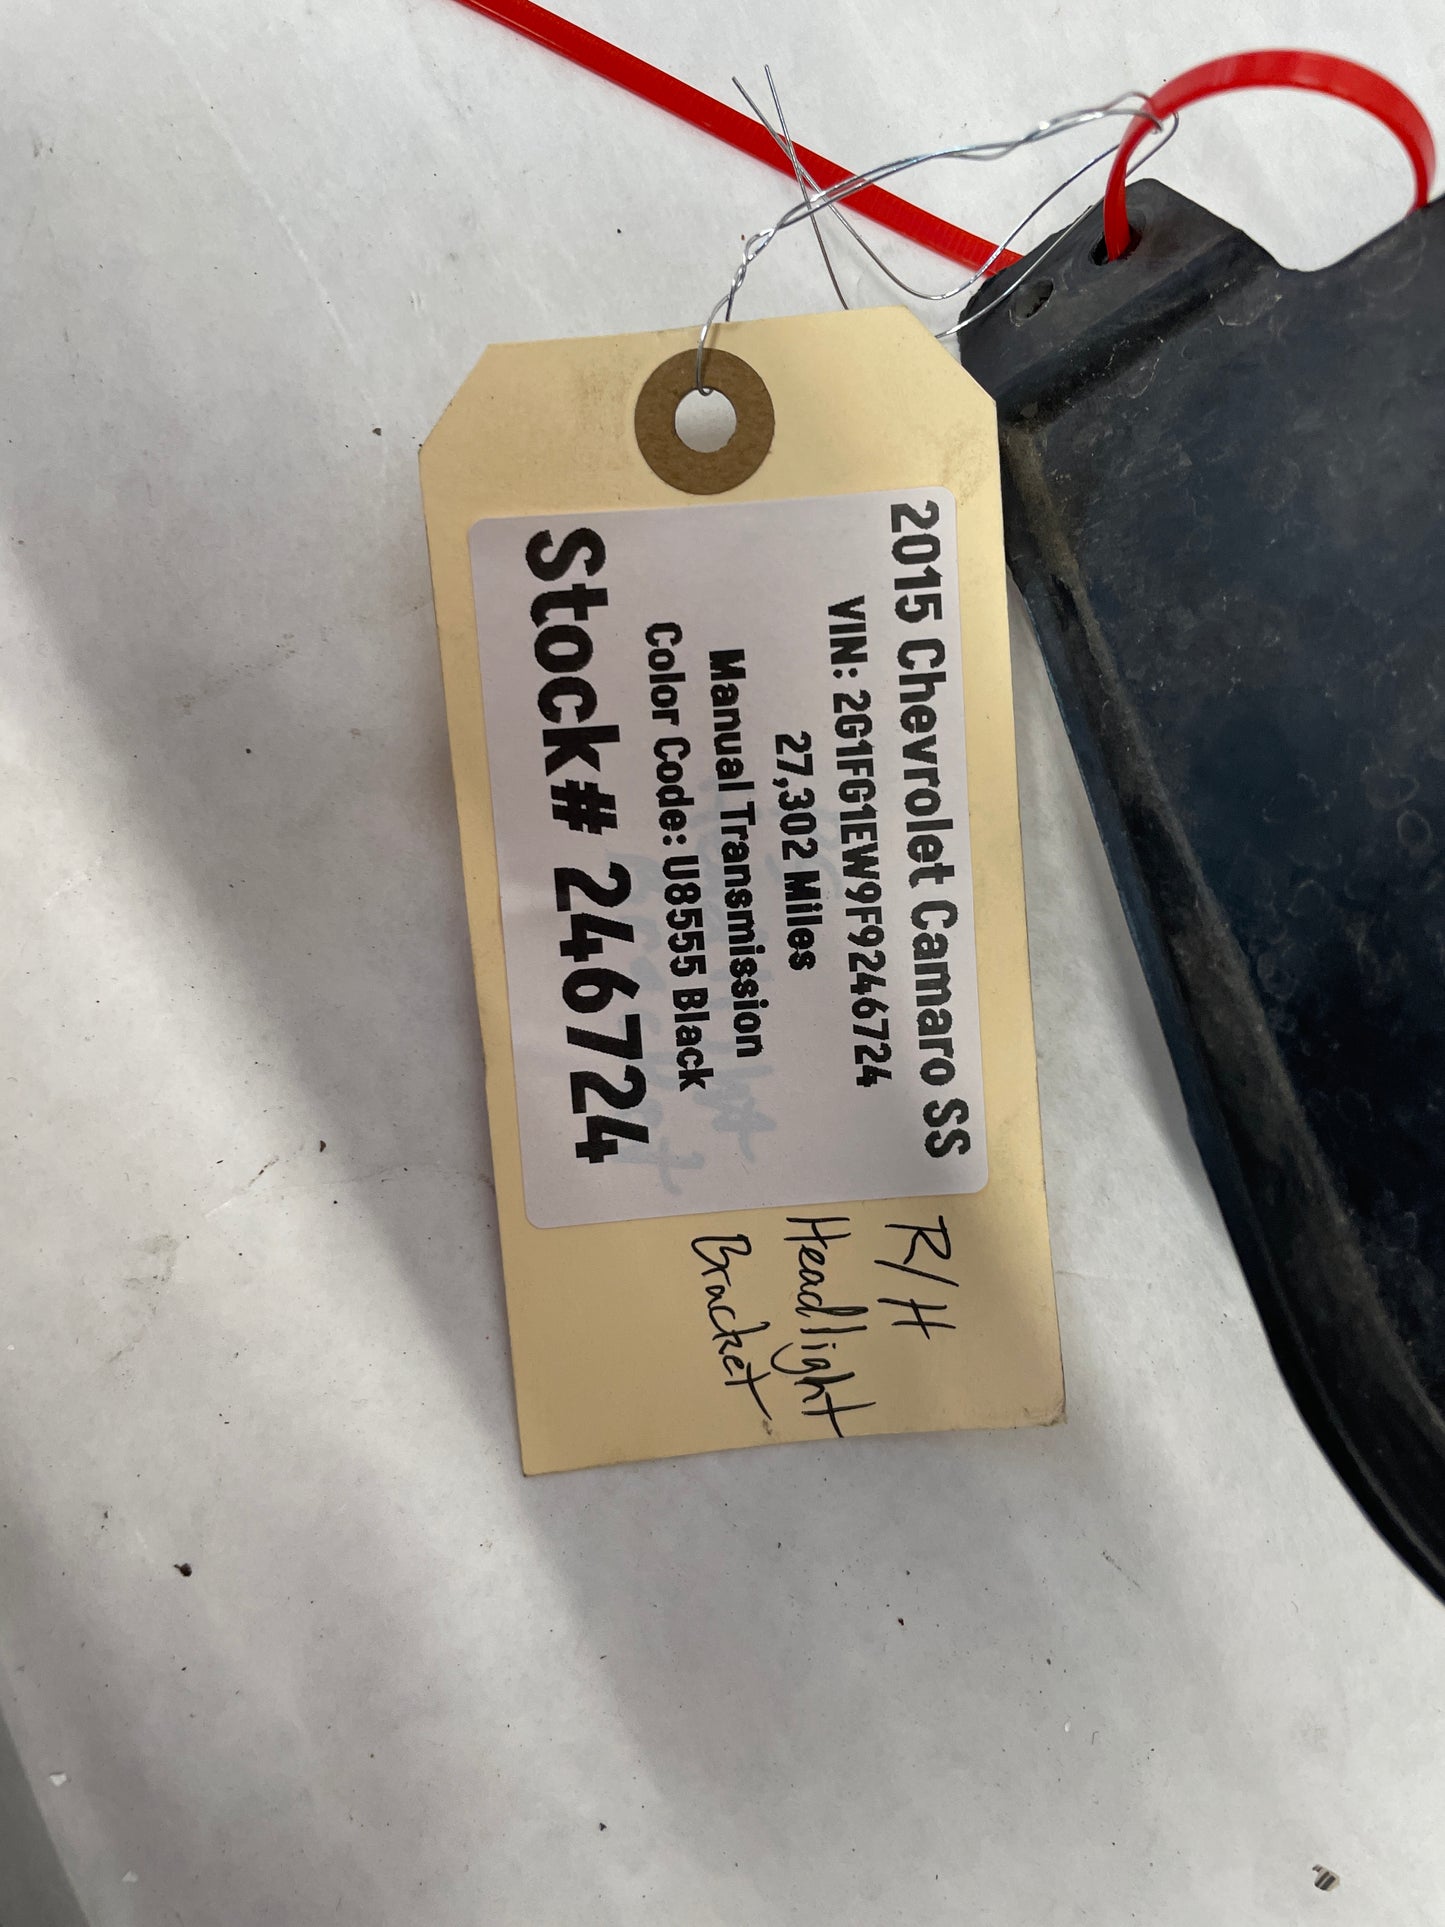 2015 Chevrolet Camaro SS
VIN: 2G1FG1EW9F9246724
27,302 Miles
Manual Transmission
Color Code: U8555 Black
Stock# 246724
R/H
Headlight
Bracket